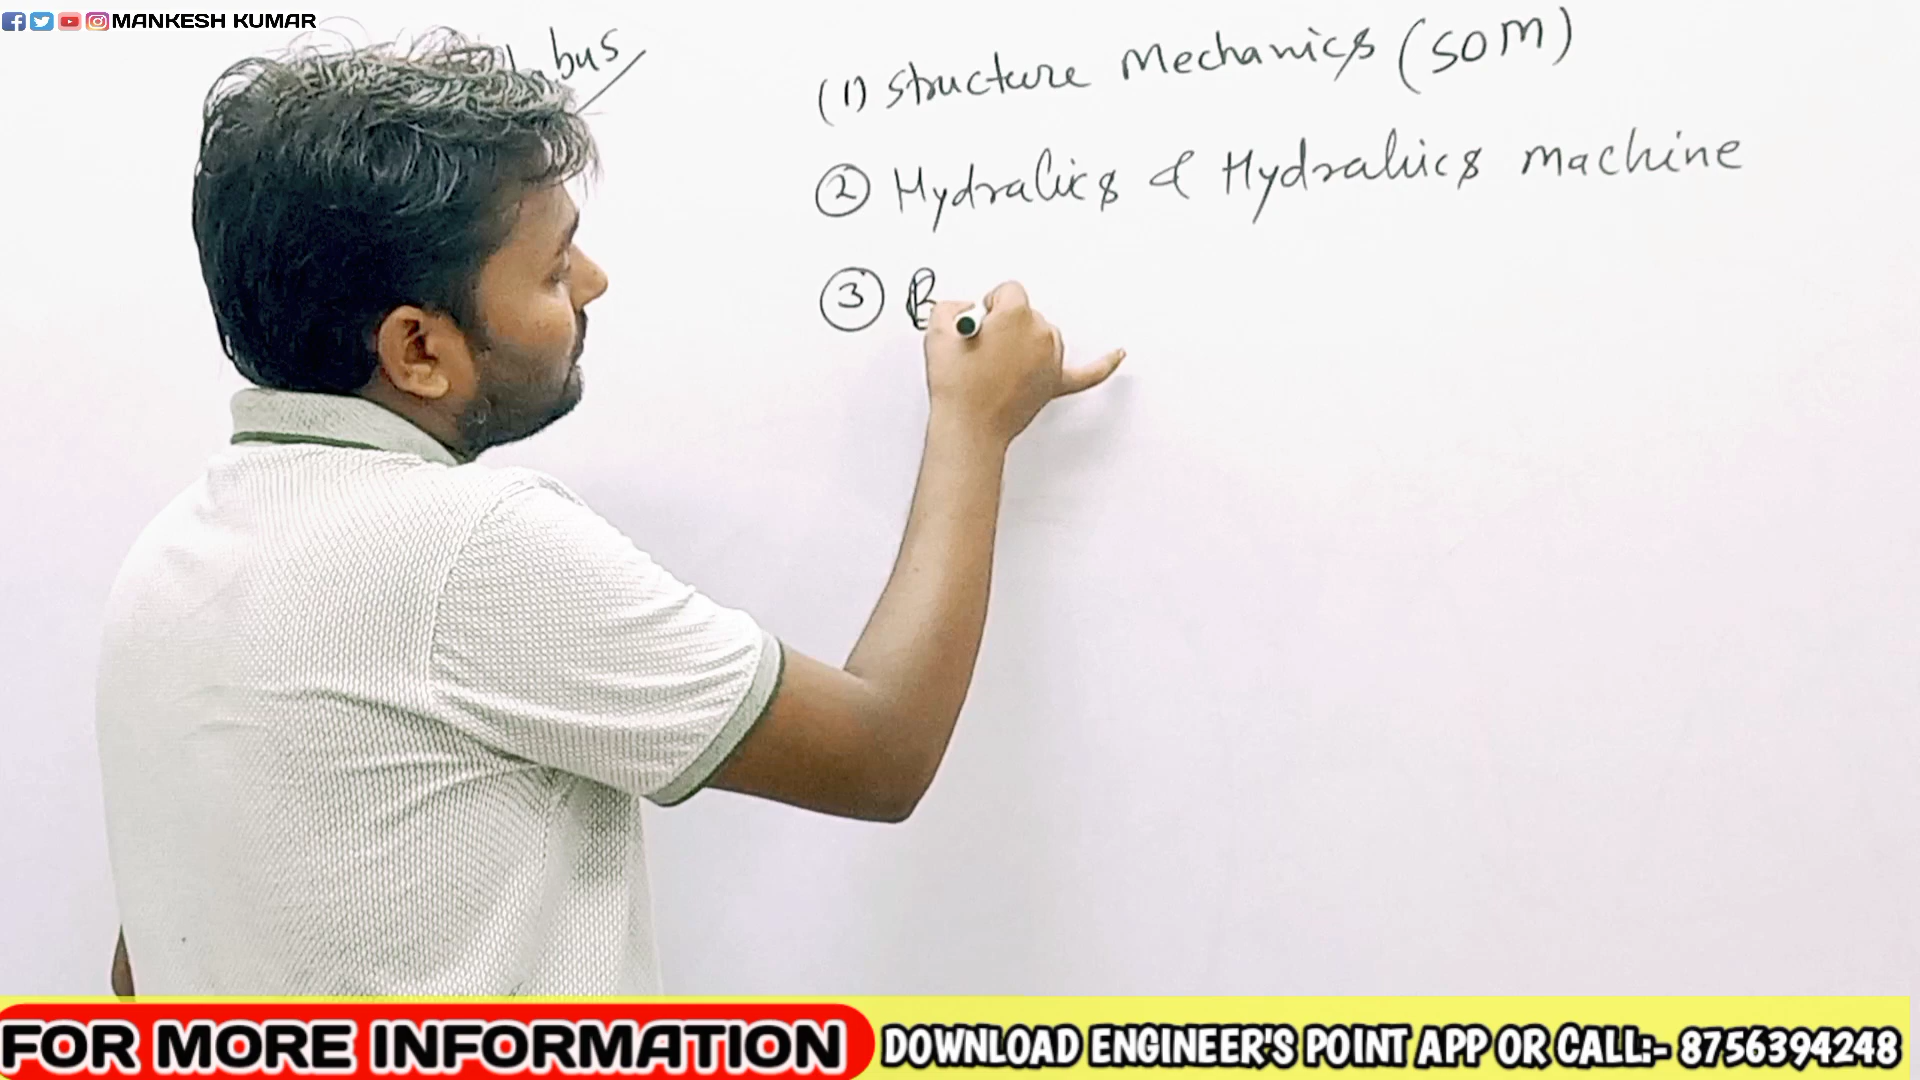 MANKESH KUMAR
bus
(1) Structure Mechanics (SOM)
(2) Hydralics & Hydralics machine
(3) B
FOR MORE INFORMATION
DOWNLOAD ENGINEER'S POINT APP OR CALL:- 8756394248